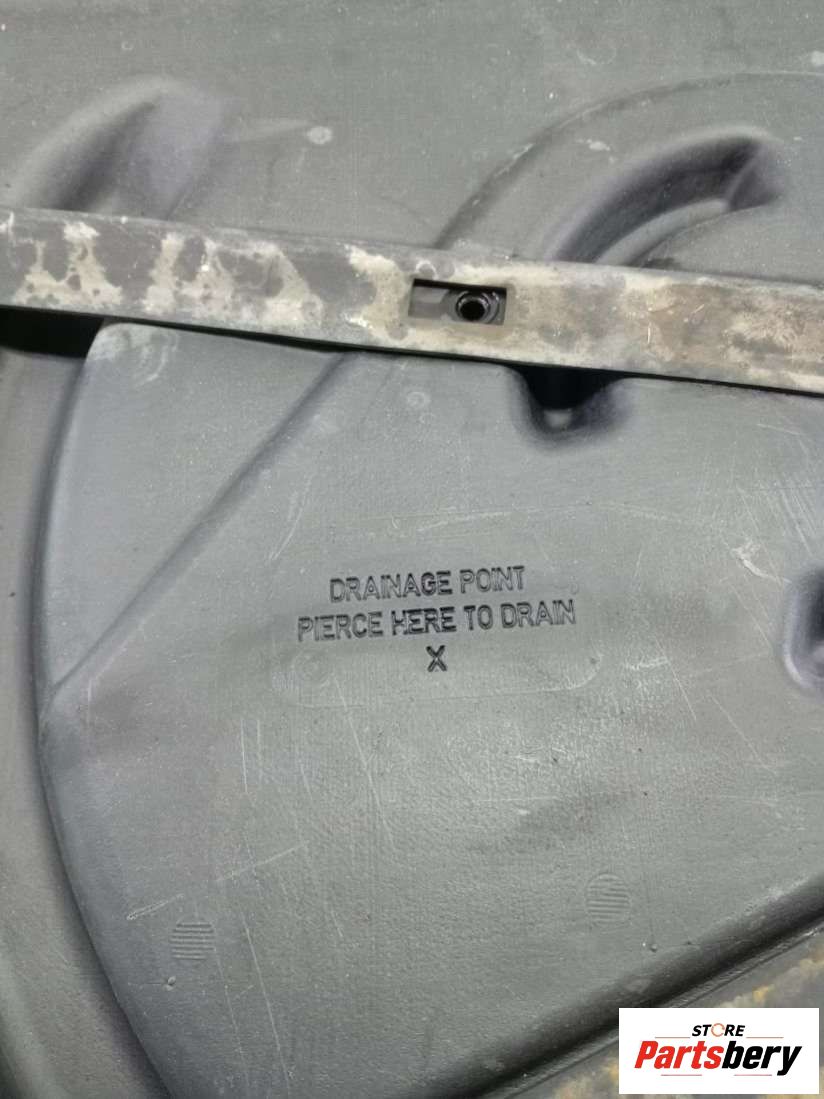 DRAINAGE POINT
PIERCE HERE TO DRAIN
X
STORE
Partsbery